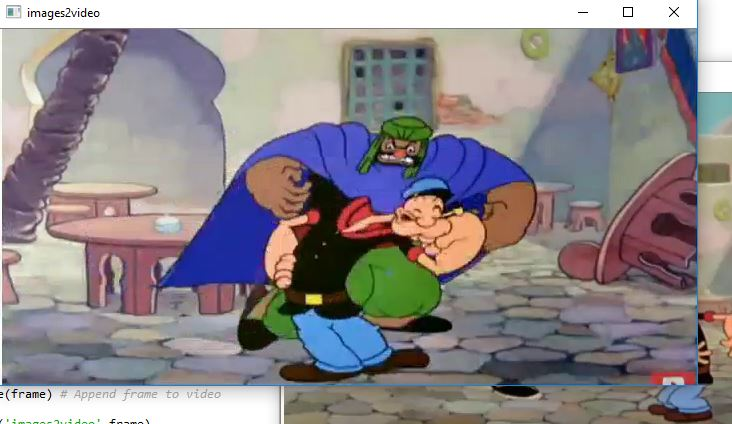 images2video
e(frame) # Append frame to video
('images2video',frame)